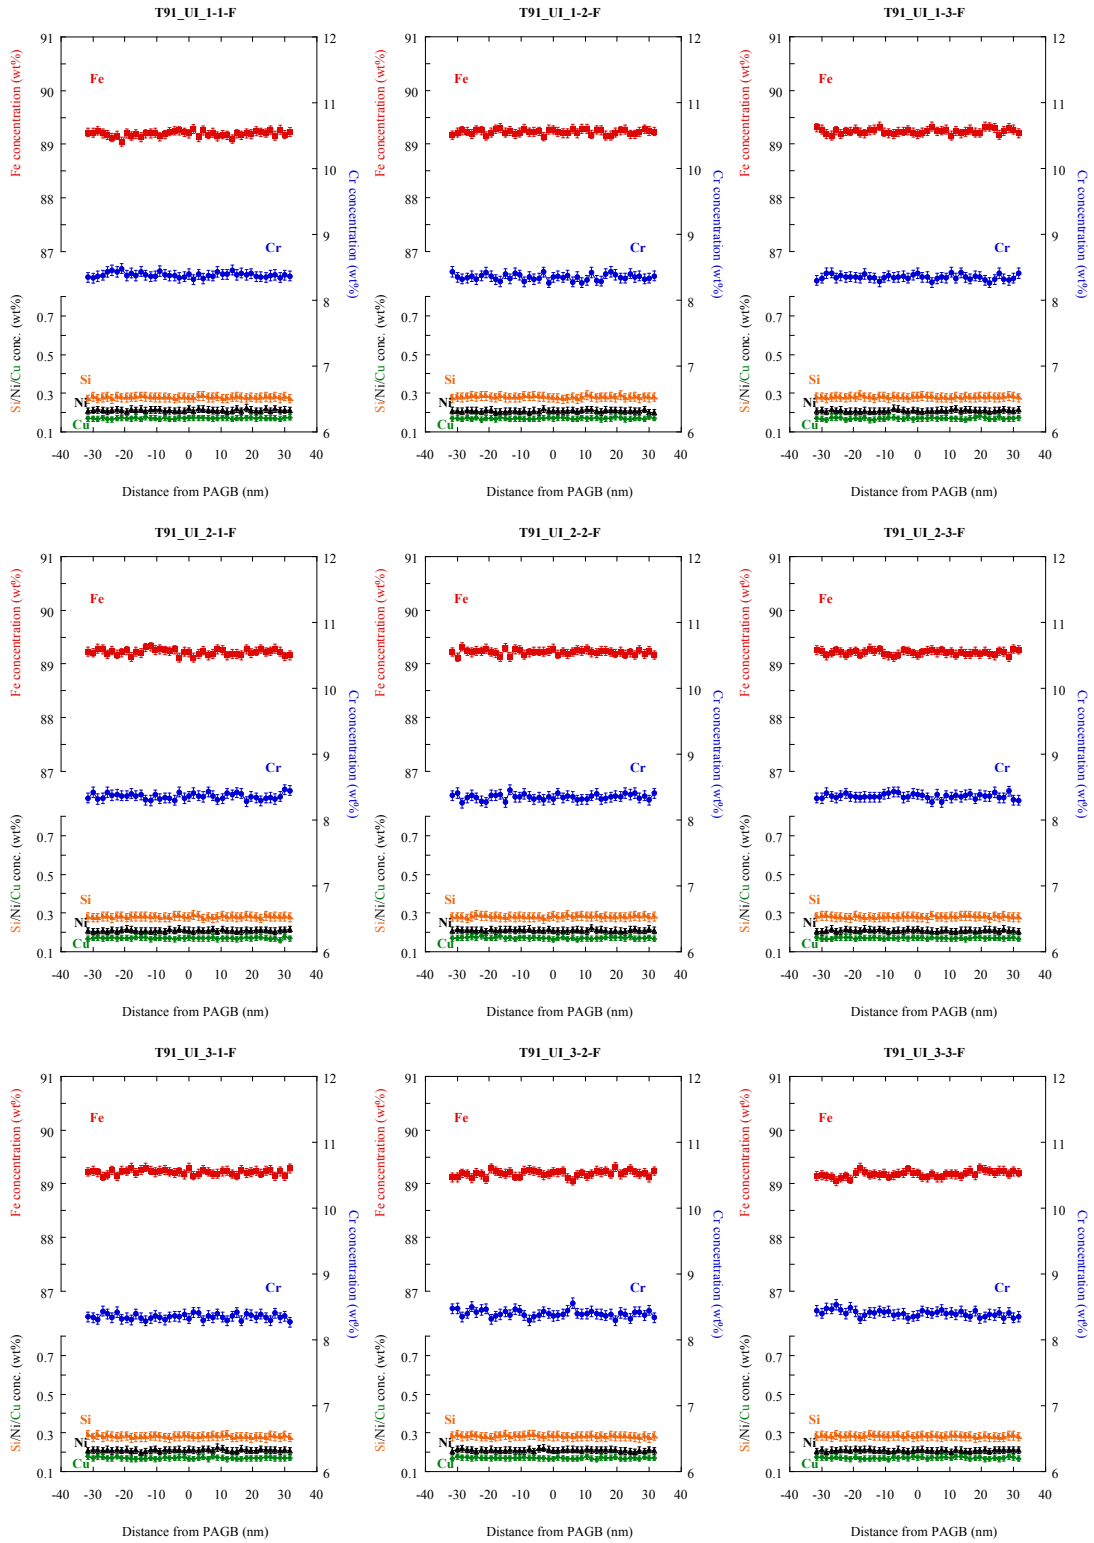 T91_UI_1-1-F
T91_UI_1-2-F
T91_UI_1-3-F
Fe concentration (wt%)
Si/Ni/Cu conc. (wt%)
91
90
89
88
87
0.7
0.5
0.3
0.1
Fe
Cr
Si
Ni
Cu
12
11
10
9
8
7
6
Cr concentration (wt%)
-40 -30 -20 -10 0 10 20 30 40
Distance from PAGB (nm)
Fe concentration (wt%)
Si/Ni/Cu conc. (wt%)
91
90
89
88
87
0.7
0.5
0.3
0.1
Fe
Cr
Si
Ni
Cu
12
11
10
9
8
7
6
Cr concentration (wt%)
-40 -30 -20 -10 0 10 20 30 40
Distance from PAGB (nm)
Fe concentration (wt%)
Si/Ni/Cu conc. (wt%)
91
90
89
88
87
0.7
0.5
0.3
0.1
Fe
Cr
Si
Ni
Cu
12
11
10
9
8
7
6
Cr concentration (wt%)
-40 -30 -20 -10 0 10 20 30 40
Distance from PAGB (nm)
T91_UI_2-1-F
T91_UI_2-2-F
T91_UI_2-3-F
Fe concentration (wt%)
Si/Ni/Cu conc. (wt%)
91
90
89
88
87
0.7
0.5
0.3
0.1
Fe
Cr
Si
Ni
Cu
12
11
10
9
8
7
6
Cr concentration (wt%)
-40 -30 -20 -10 0 10 20 30 40
Distance from PAGB (nm)
Fe concentration (wt%)
Si/Ni/Cu conc. (wt%)
91
90
89
88
87
0.7
0.5
0.3
0.1
Fe
Cr
Si
Ni
Cu
12
11
10
9
8
7
6
Cr concentration (wt%)
-40 -30 -20 -10 0 10 20 30 40
Distance from PAGB (nm)
Fe concentration (wt%)
Si/Ni/Cu conc. (wt%)
91
90
89
88
87
0.7
0.5
0.3
0.1
Fe
Cr
Si
Ni
Cu
12
11
10
9
8
7
6
Cr concentration (wt%)
-40 -30 -20 -10 0 10 20 30 40
Distance from PAGB (nm)
T91_UI_3-1-F
T91_UI_3-2-F
T91_UI_3-3-F
Fe concentration (wt%)
Si/Ni/Cu conc. (wt%)
91
90
89
88
87
0.7
0.5
0.3
0.1
Fe
Cr
Si
Ni
Cu
12
11
10
9
8
7
6
Cr concentration (wt%)
-40 -30 -20 -10 0 10 20 30 40
Distance from PAGB (nm)
Fe concentration (wt%)
Si/Ni/Cu conc. (wt%)
91
90
89
88
87
0.7
0.5
0.3
0.1
Fe
Cr
Si
Ni
Cu
12
11
10
9
8
7
6
Cr concentration (wt%)
-40 -30 -20 -10 0 10 20 30 40
Distance from PAGB (nm)
Fe concentration (wt%)
Si/Ni/Cu conc. (wt%)
91
90
89
88
87
0.7
0.5
0.3
0.1
Fe
Cr
Si
Ni
Cu
12
11
10
9
8
7
6
Cr concentration (wt%)
-40 -30 -20 -10 0 10 20 30 40
Distance from PAGB (nm)